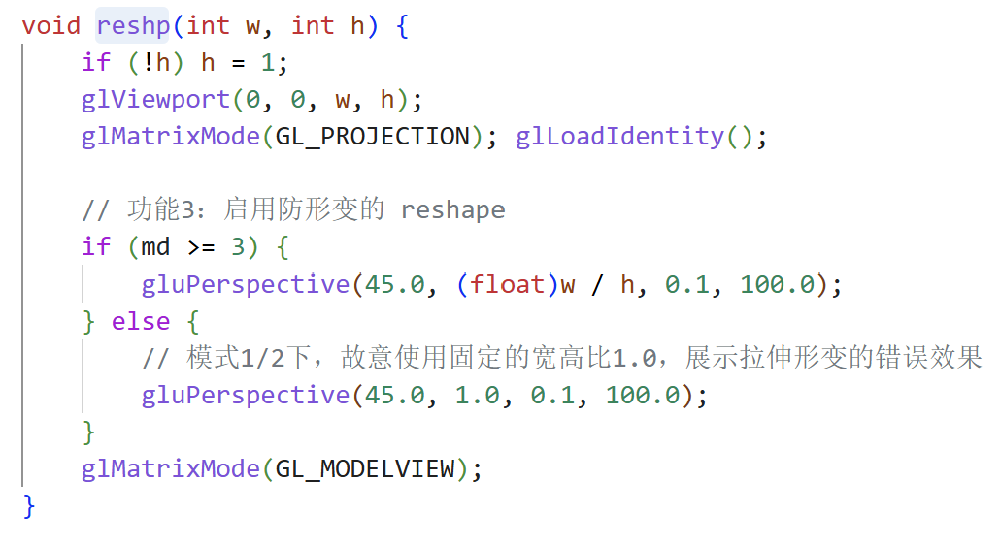 void reshp(int w, int h) {
    if (!h) h = 1;
    glViewport(0, 0, w, h);
    glMatrixMode(GL_PROJECTION); glLoadIdentity();

    // 功能3：启用防形变的 reshape
    if (md >= 3) {
        gluPerspective(45.0, (float)w / h, 0.1, 100.0);
    } else {
        // 模式1/2下，故意使用固定的宽高比1.0，展示拉伸形变的错误效果
        gluPerspective(45.0, 1.0, 0.1, 100.0);
    }
    glMatrixMode(GL_MODELVIEW);
}